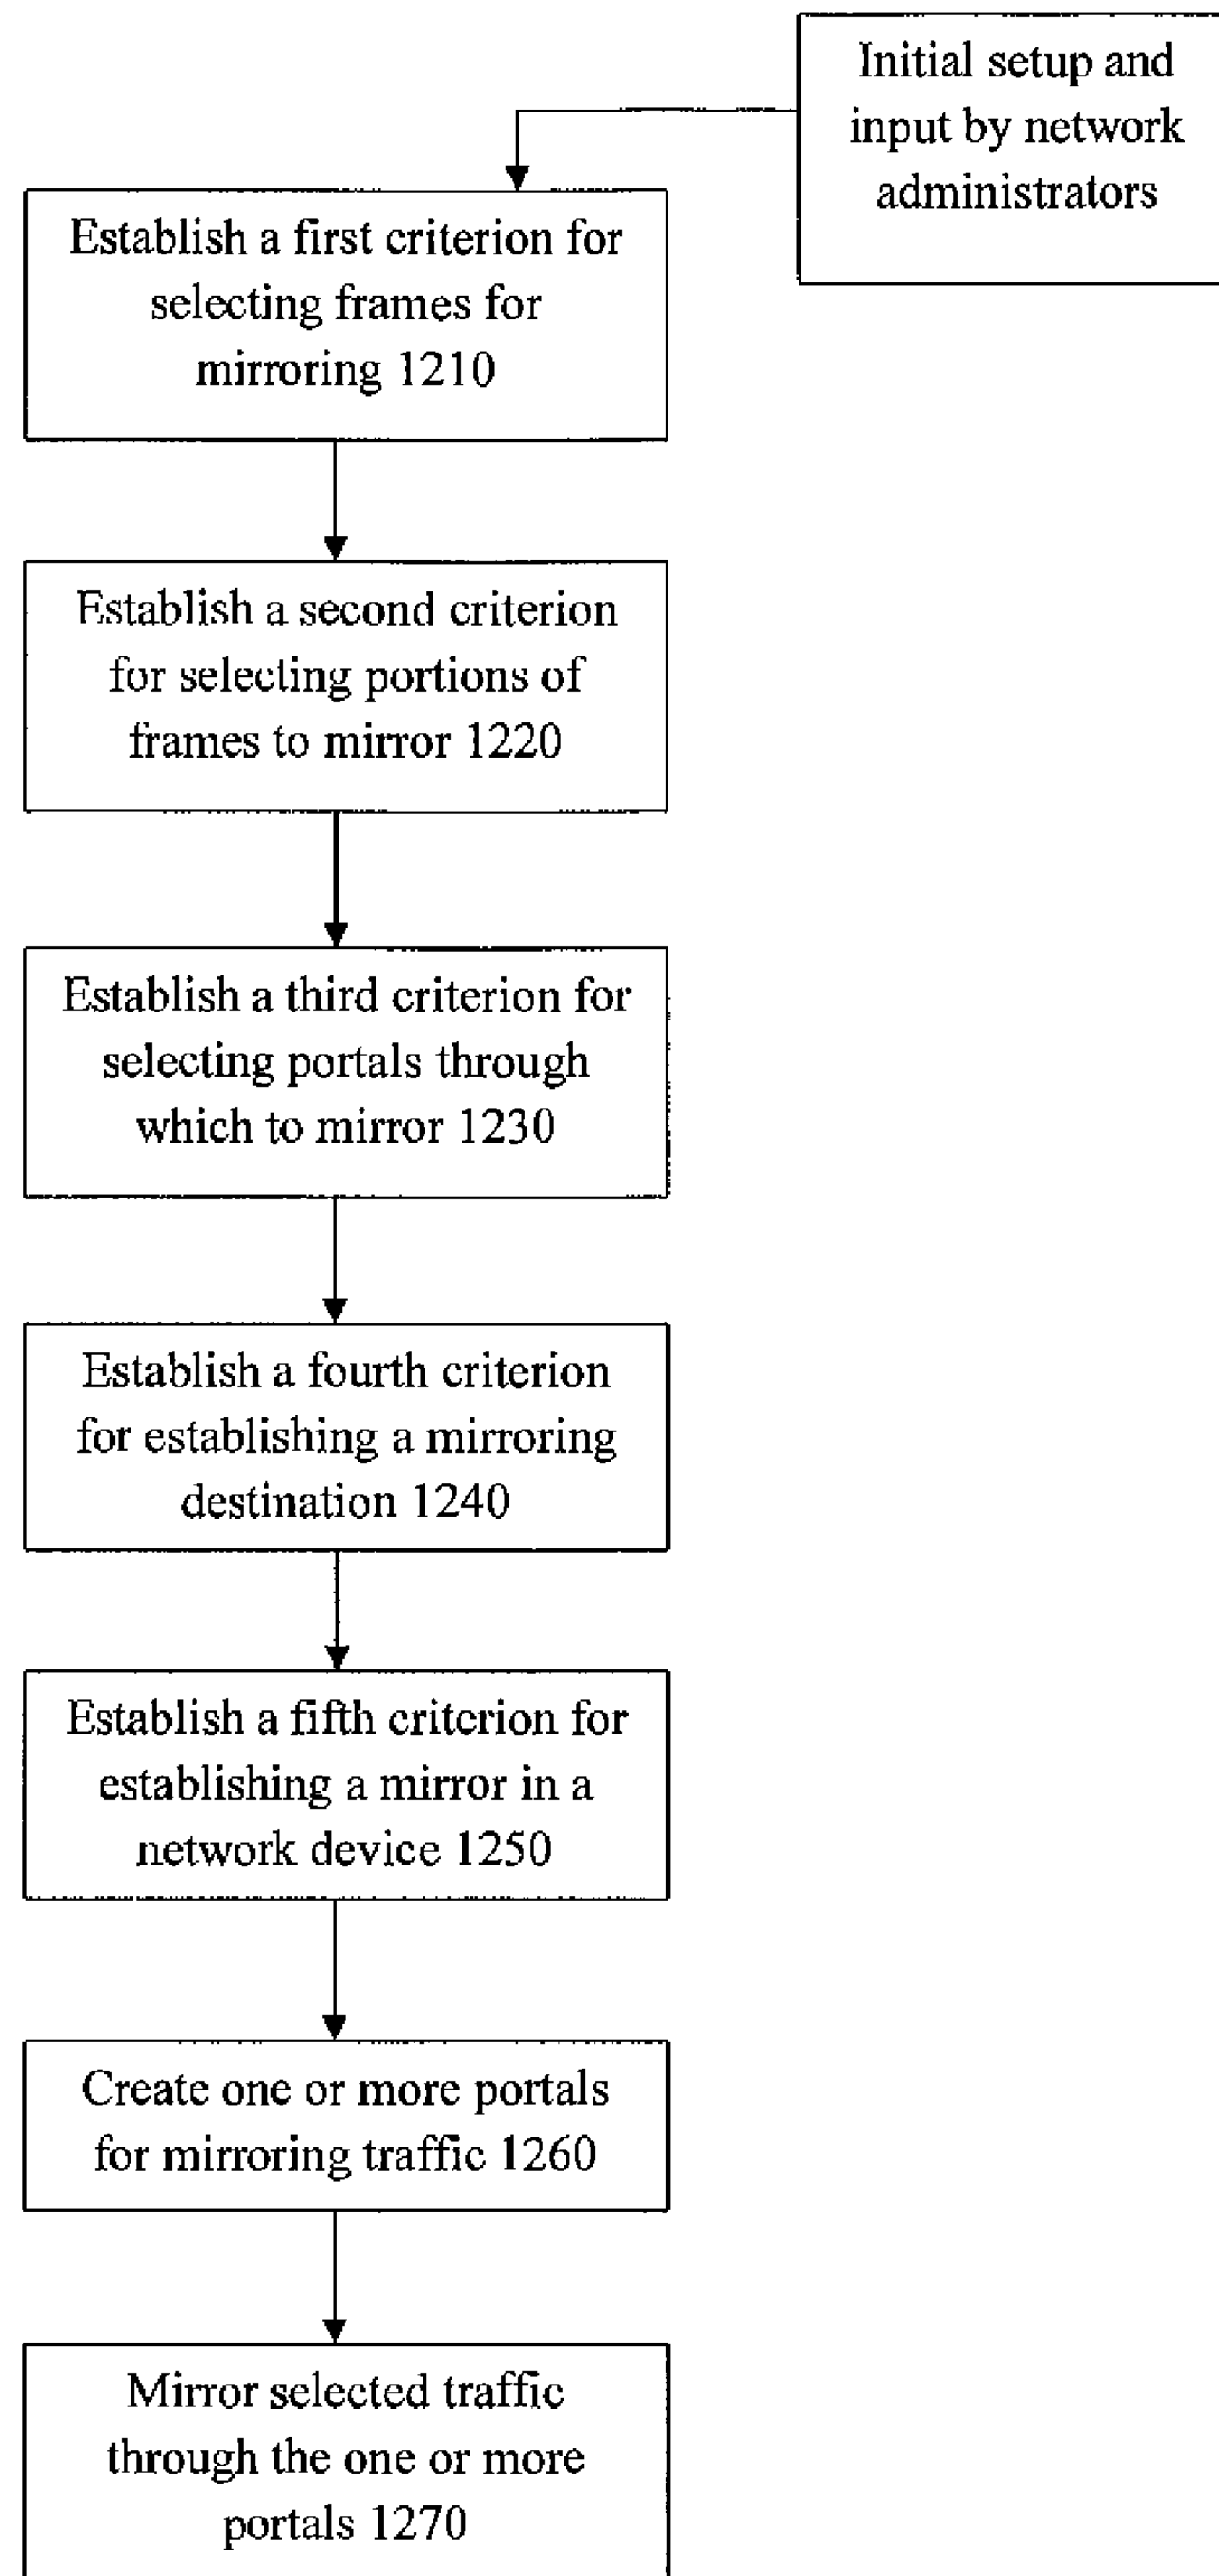 Initial setup and
input by network
administrators
Establish a first criterion for
selecting frames for
mirroring 1210
Establish a second criterion
for selecting portions of
frames to mirror 1220
Establish a third criterion for
selecting portals through
which to mirror 1230
Establish a fourth criterion
for establishing a mirroring
destination 1240
Establish a fifth criterion for
establishing a mirror in a
network device 1250
Create one or more portals
for mirroring traffic 1260
Mirror selected traffic
through the one or more
portals 1270